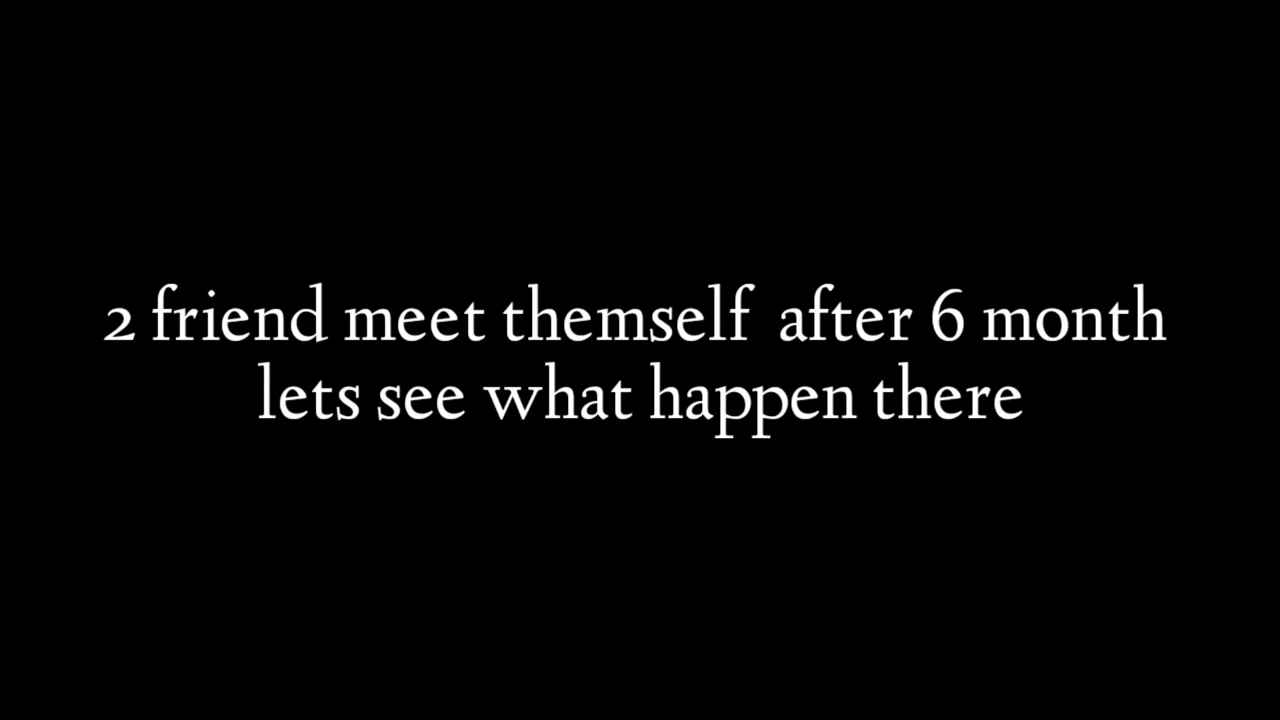 2 friend meet themself after 6 month
lets see what happen there